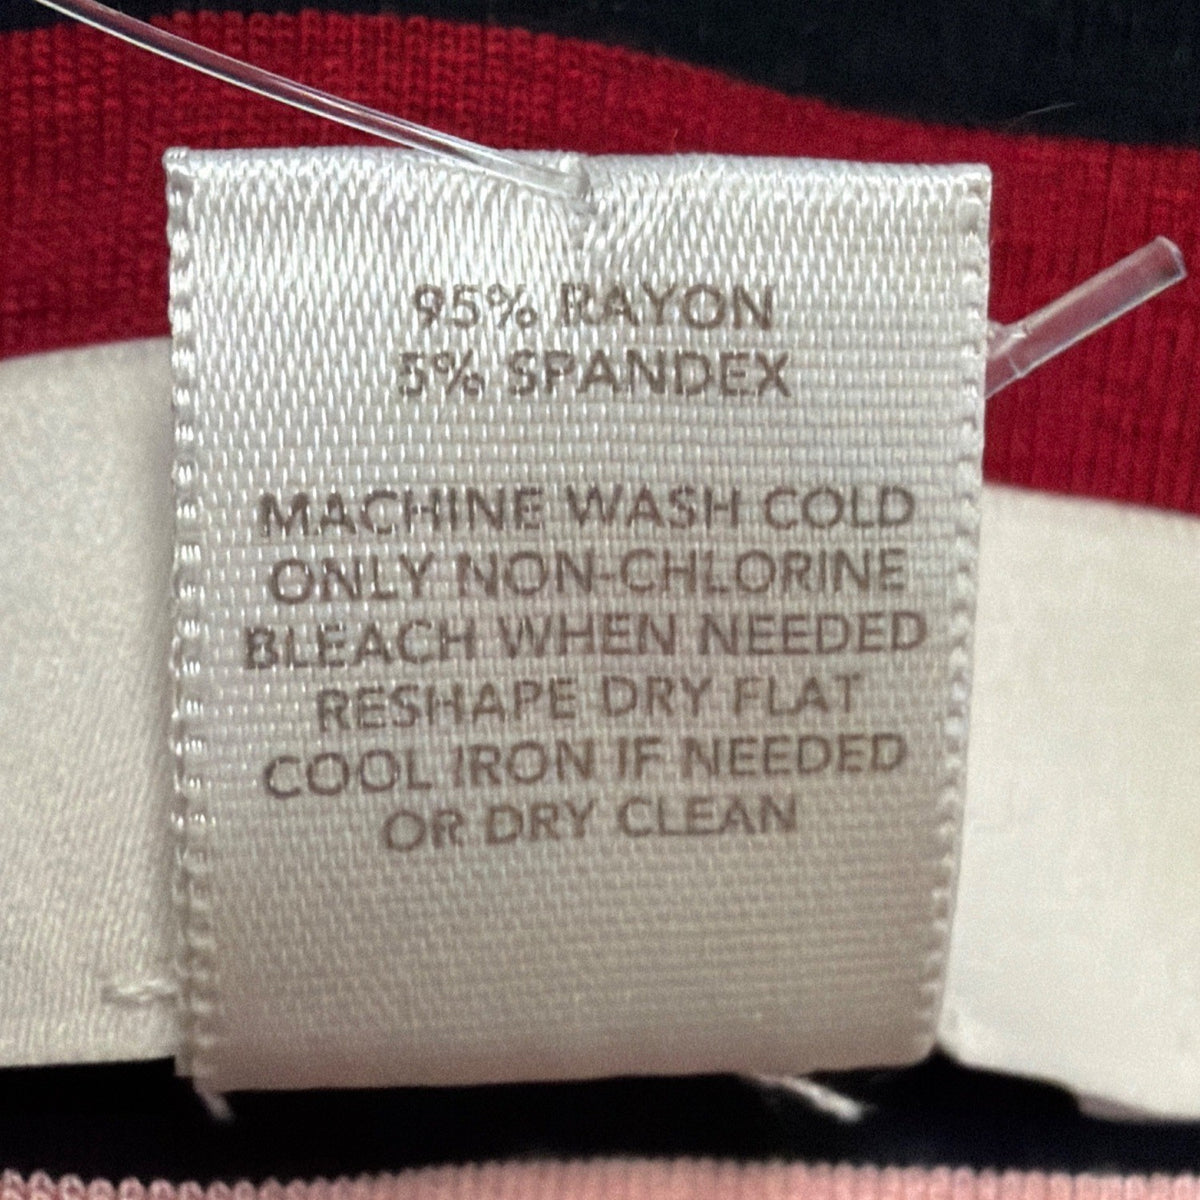 95% RAYON
5% SPANDEX
MACHINE WASH COLD
ONLY NON-CHLORINE
BLEACH WHEN NEEDED
RESHAPE DRY FLAT
COOL IRON IF NEEDED
OR DRY CLEAN